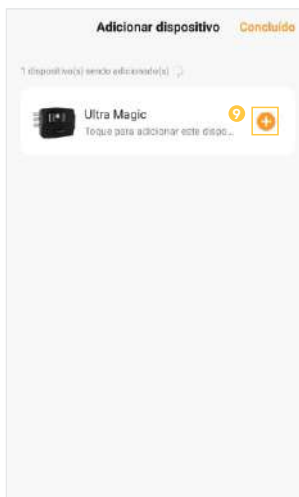 Adicionar dispositivo Concluído
1 dispositivo(s) sendo adicionado(s)
Ultra Magic 9
Toque para adicionar este dispo...